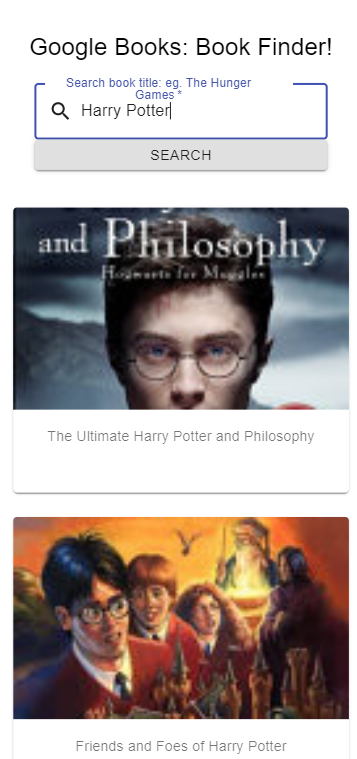 Google Books: Book Finder!
Search book title: eg. The Hunger
Games *
Harry Potter
SEARCH
and Philosophy
Hogwarts for Muggles
The Ultimate Harry Potter and Philosophy
Friends and Foes of Harry Potter